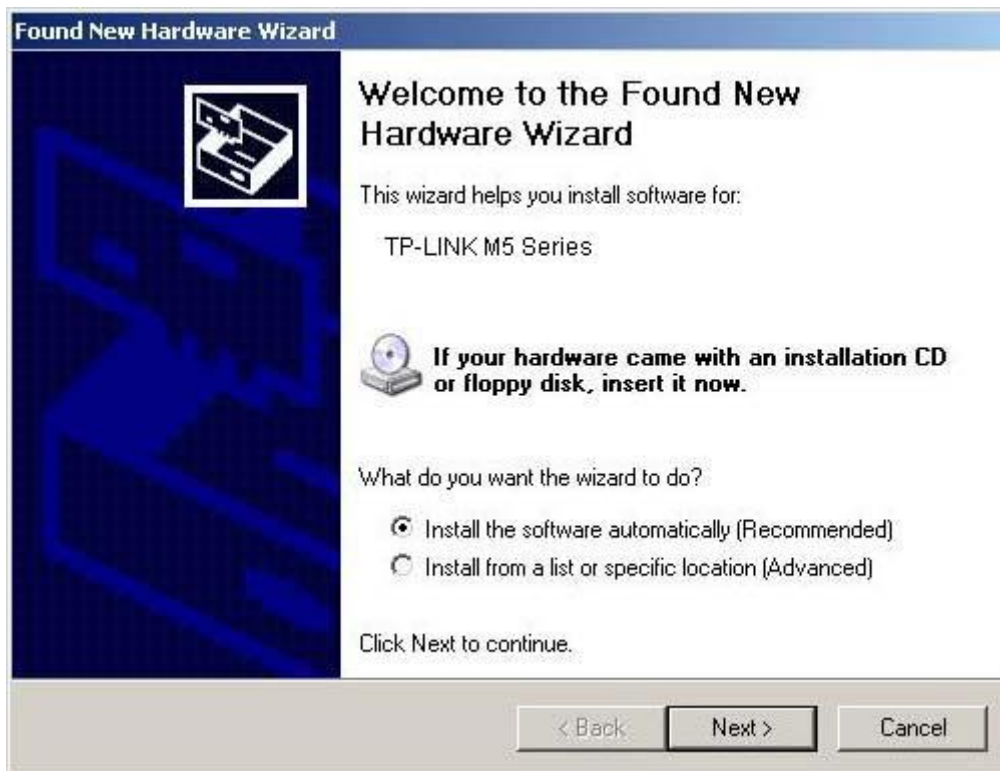 Found New Hardware Wizard
Welcome to the Found New
Hardware Wizard
This wizard helps you install software for:
TP-LINK M5 Series
If your hardware came with an installation CD
or floppy disk, insert it now.
What do you want the wizard to do?
Install the software automatically (Recommended)
Install from a list or specific location (Advanced)
Click Next to continue.
< Back
Next >
Cancel